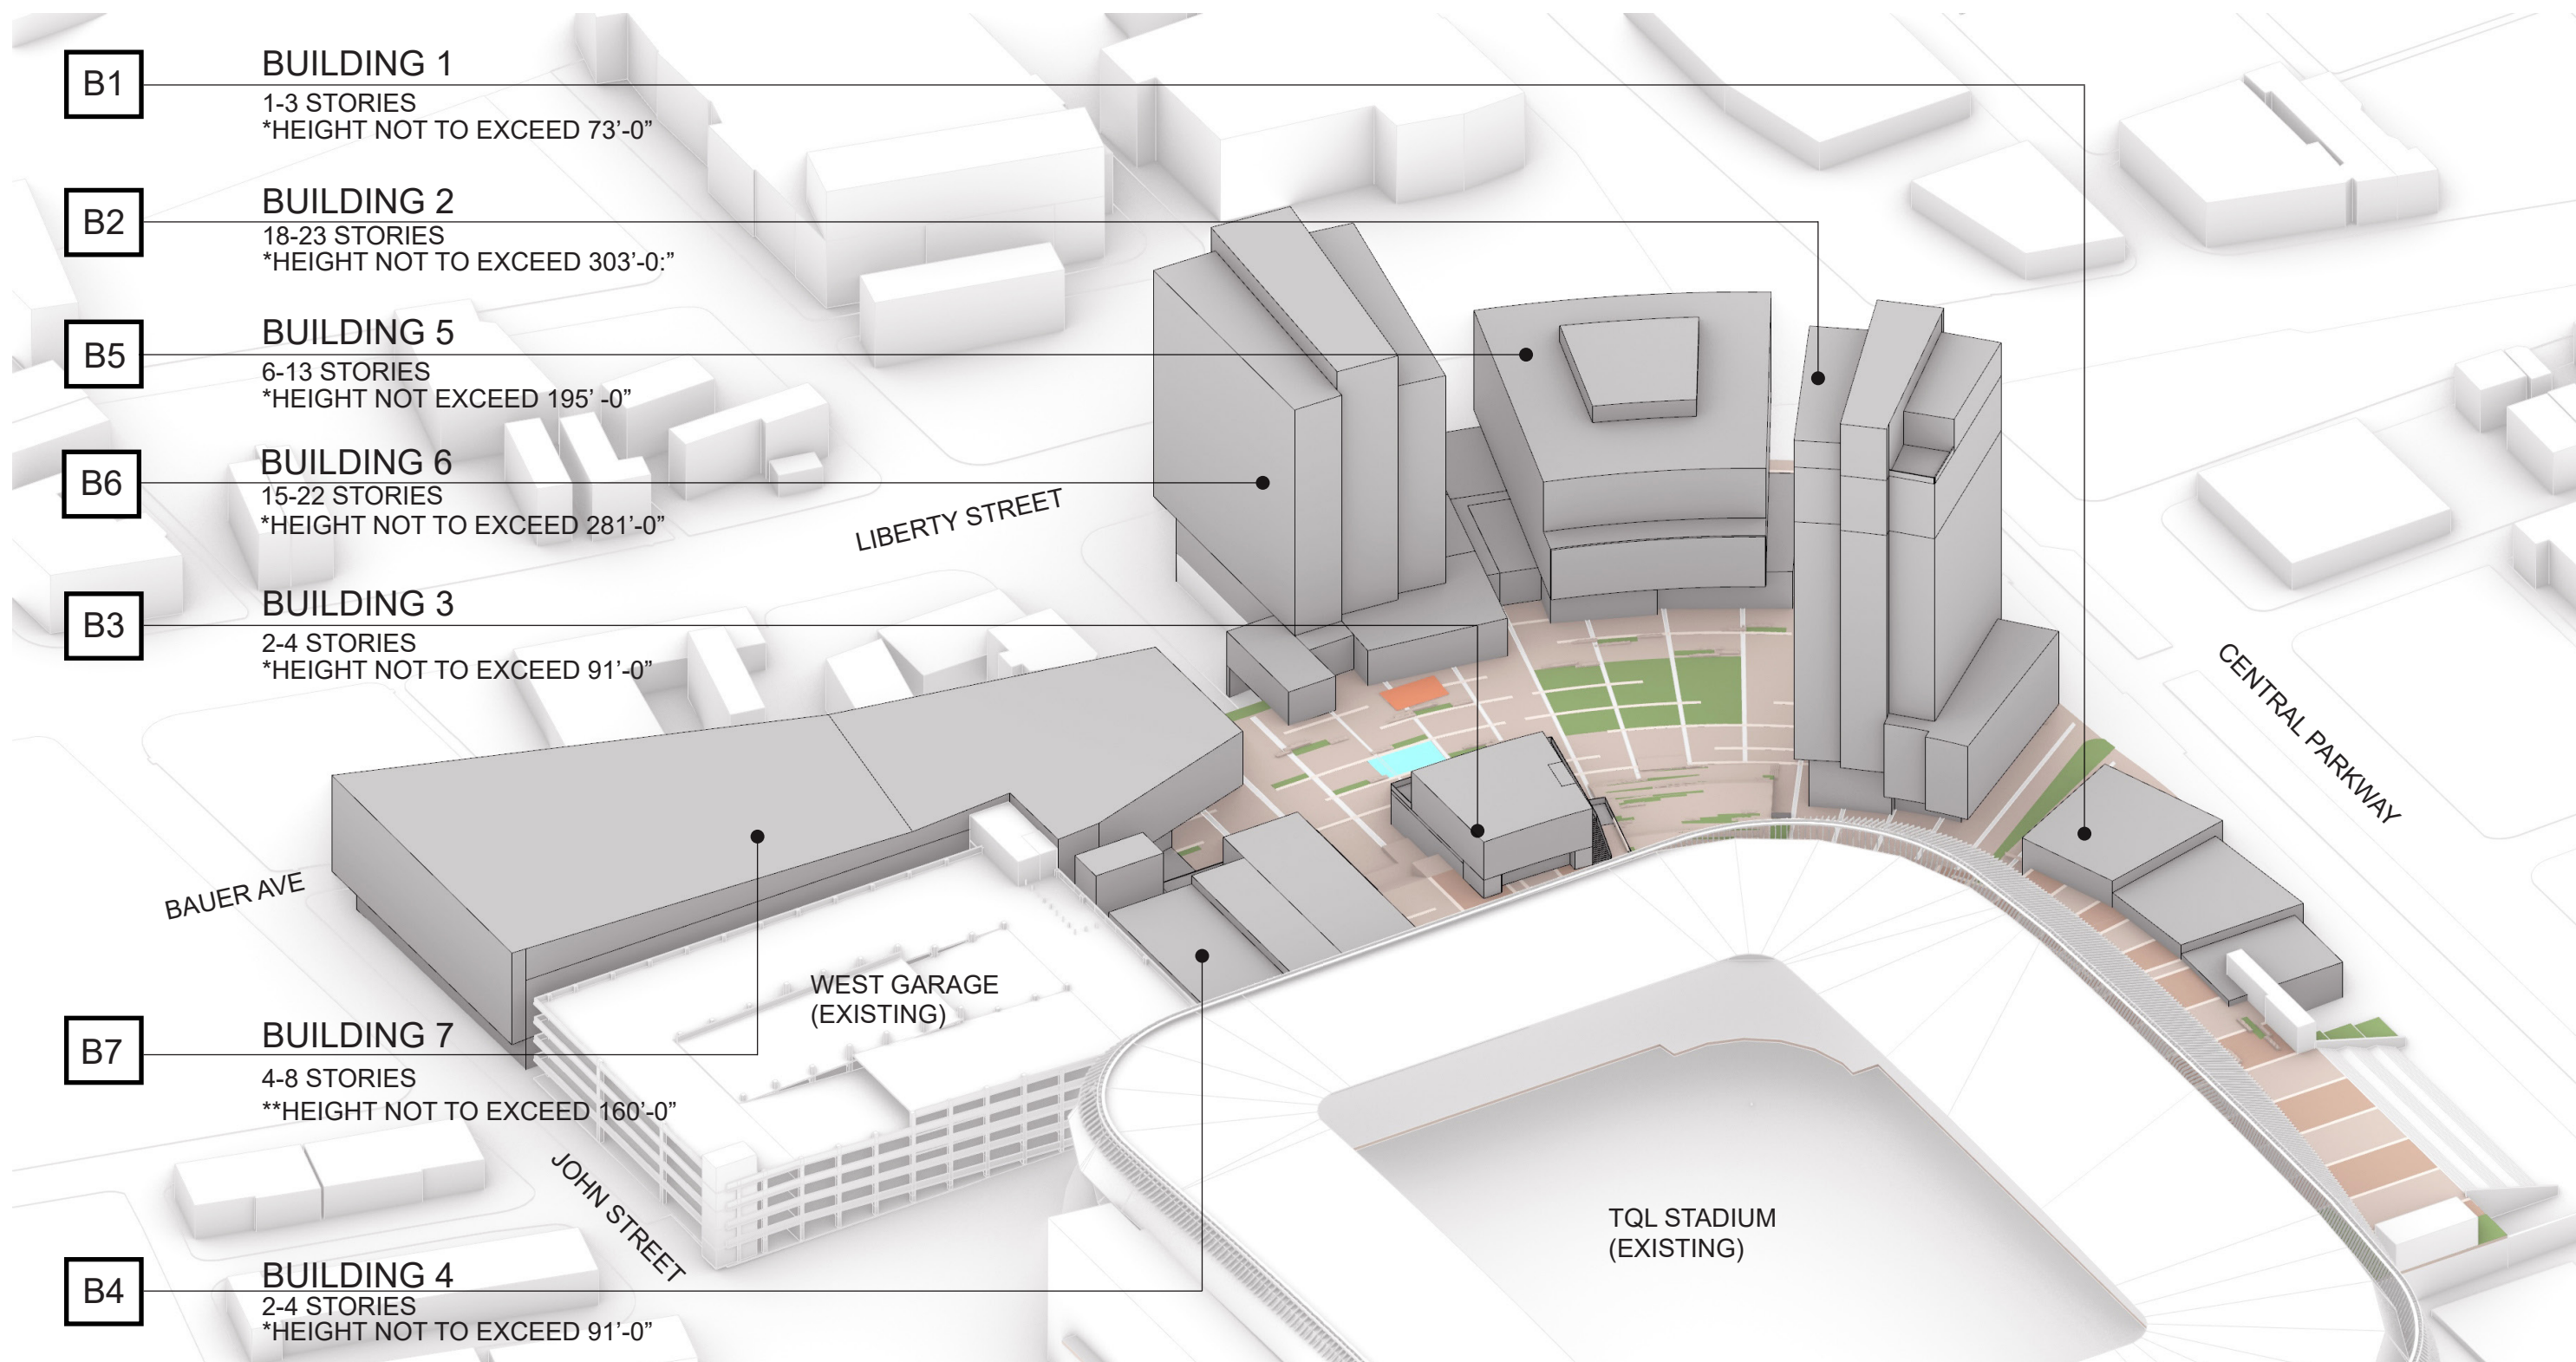 B1
BUILDING 1
1-3 STORIES
*HEIGHT NOT TO EXCEED 73’-0”
B2
BUILDING 2
18-23 STORIES
*HEIGHT NOT TO EXCEED 303’-0:”
B5
BUILDING 5
6-13 STORIES
*HEIGHT NOT EXCEED 195’ -0”
B6
BUILDING 6
15-22 STORIES
*HEIGHT NOT TO EXCEED 281’-0”
LIBERTY STREET
B3
BUILDING 3
2-4 STORIES
*HEIGHT NOT TO EXCEED 91’-0”
CENTRAL PARKWAY
BAUER AVE
WEST GARAGE
(EXISTING)
B7
BUILDING 7
4-8 STORIES
**HEIGHT NOT TO EXCEED 160’-0”
JOHN STREET
TQL STADIUM
(EXISTING)
B4
BUILDING 4
2-4 STORIES
*HEIGHT NOT TO EXCEED 91’-0”